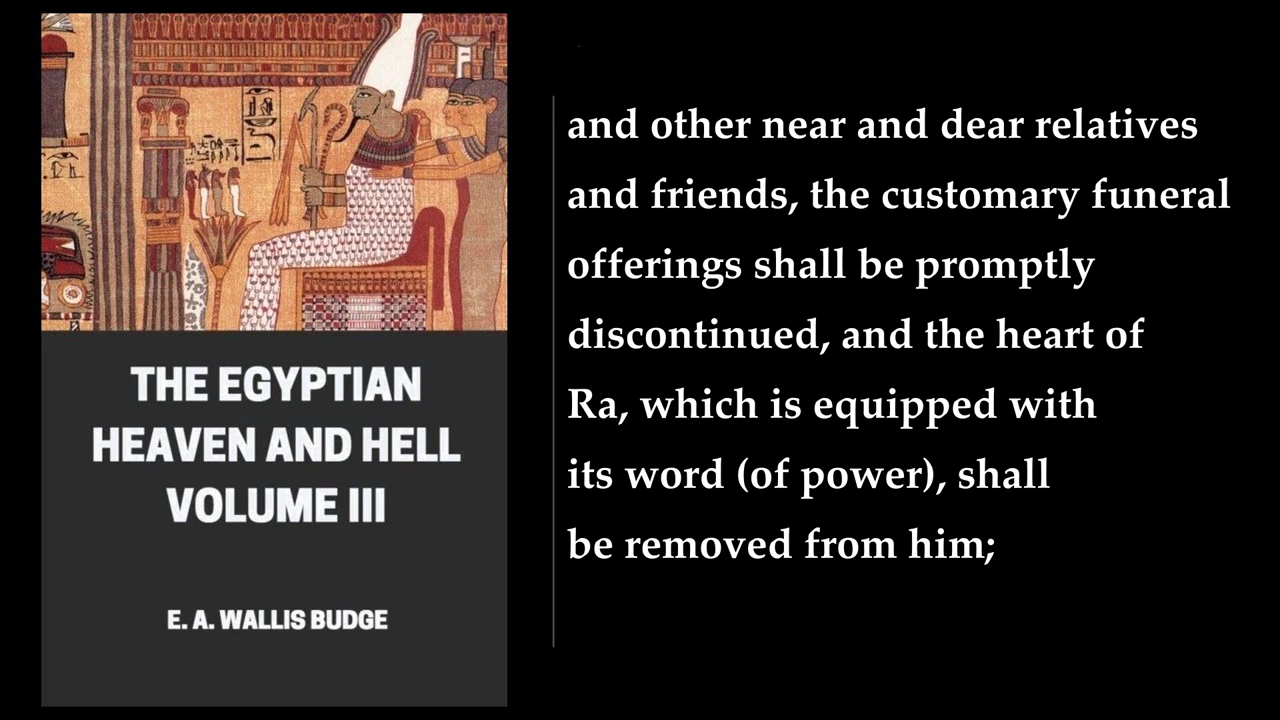 THE EGYPTIAN
HEAVEN AND HELL
VOLUME III
E. A. WALLIS BUDGE
and other near and dear relatives
and friends, the customary funeral
offerings shall be promptly
discontinued, and the heart of
Ra, which is equipped with
its word (of power), shall
be removed from him;